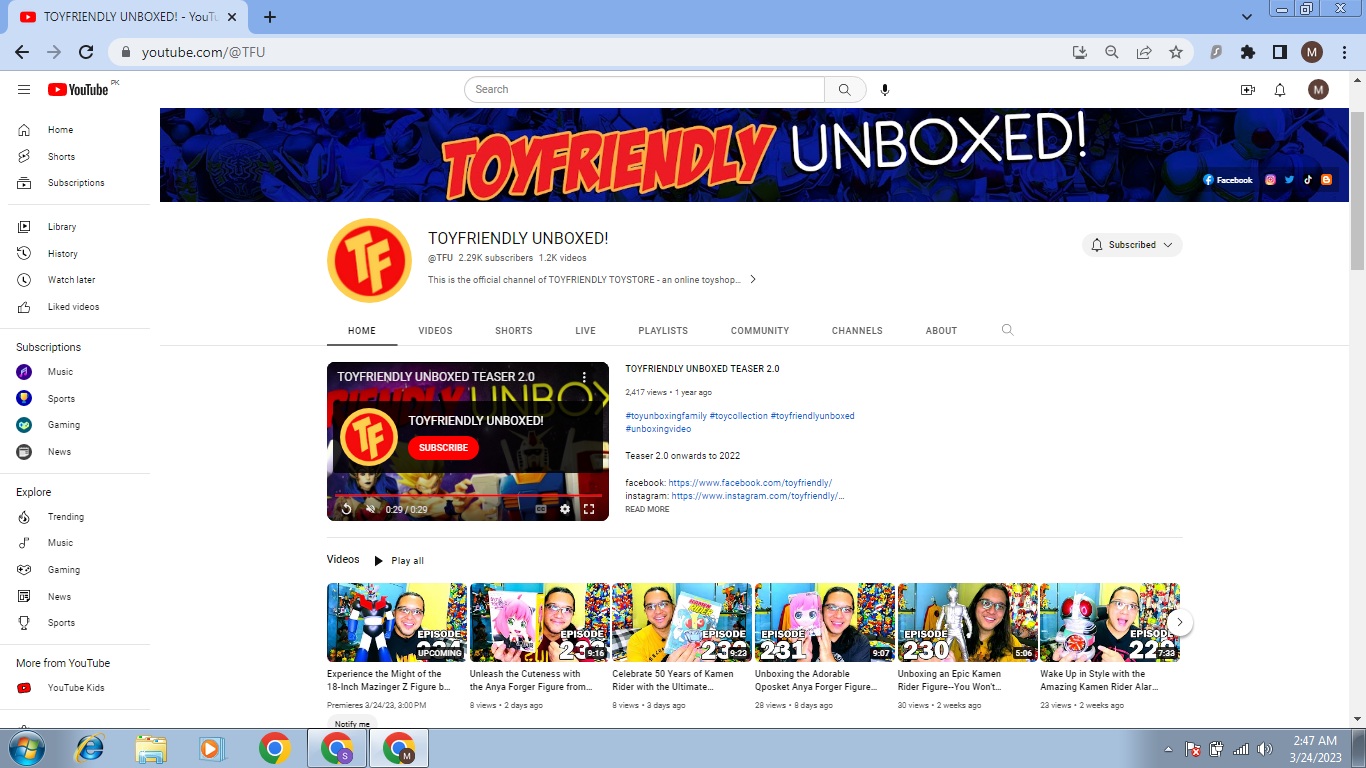 TOYFRIENDLY UNBOXED! - YouTu
youtube.com/@TFU
M
YouTube PK
Search
M
Home
Shorts
Subscriptions
Library
History
Watch later
Liked videos
Subscriptions
Music
Sports
Gaming
News
Explore
Trending
Music
Gaming
News
Sports
More from YouTube
YouTube Kids
TOYFRIENDLY UNBOXED!
Facebook
TF
TOYFRIENDLY UNBOXED!
@TFU 2.29K subscribers 1.2K videos
This is the official channel of TOYFRIENDLY TOYSTORE - an online toyshop...
Subscribed
HOME VIDEOS SHORTS LIVE PLAYLISTS COMMUNITY CHANNELS ABOUT
TOYFRIENDLY UNBOXED TEASER 2.0
TF
TOYFRIENDLY UNBOXED!
SUBSCRIBE
0:29 / 0:29
TOYFRIENDLY UNBOXED TEASER 2.0
2,417 views • 1 year ago
#toyunboxingfamily #toycollection #toyfriendlyunboxed
#unboxingvideo
Teaser 2.0 onwards to 2022
facebook: https://www.facebook.com/toyfriendly/
instagram: https://www.instagram.com/toyfriendly/...
READ MORE
Videos Play all
EPISODE
UPCOMING
Experience the Might of the
18-Inch Mazinger Z Figure b...
Premieres 3/24/23, 3:00 PM
Notify me
EPISODE
9:16
Unleash the Cuteness with
the Anya Forger Figure from...
8 views • 2 days ago
EPISODE
9:23
Celebrate 50 Years of Kamen
Rider with the Ultimate...
8 views • 3 days ago
EPISODE
231
9:07
Unboxing the Adorable
Qposket Anya Forger Figure...
28 views • 8 days ago
EPISODE
230
5:06
Unboxing an Epic Kamen
Rider Figure--You Won't...
30 views • 2 weeks ago
EPISODE
7:33
Wake Up in Style with the
Amazing Kamen Rider Alar...
23 views • 2 weeks ago
S
M
2:47 AM
3/24/2023